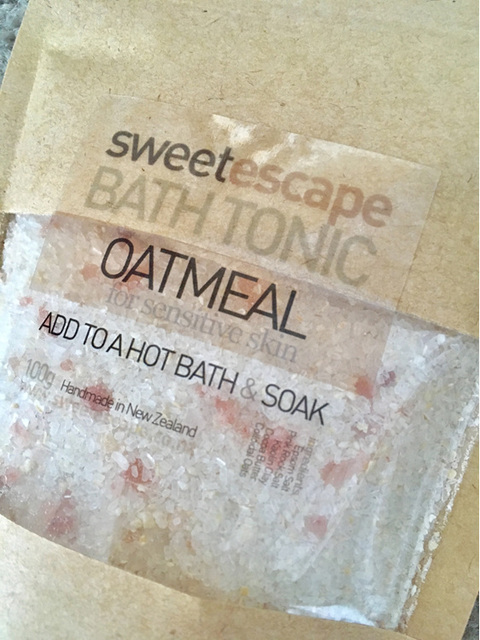 sweetescape
BATH TONIC
OATMEAL
for sensitive skin
ADD TO A HOT BATH & SOAK
100g Handmade in New Zealand